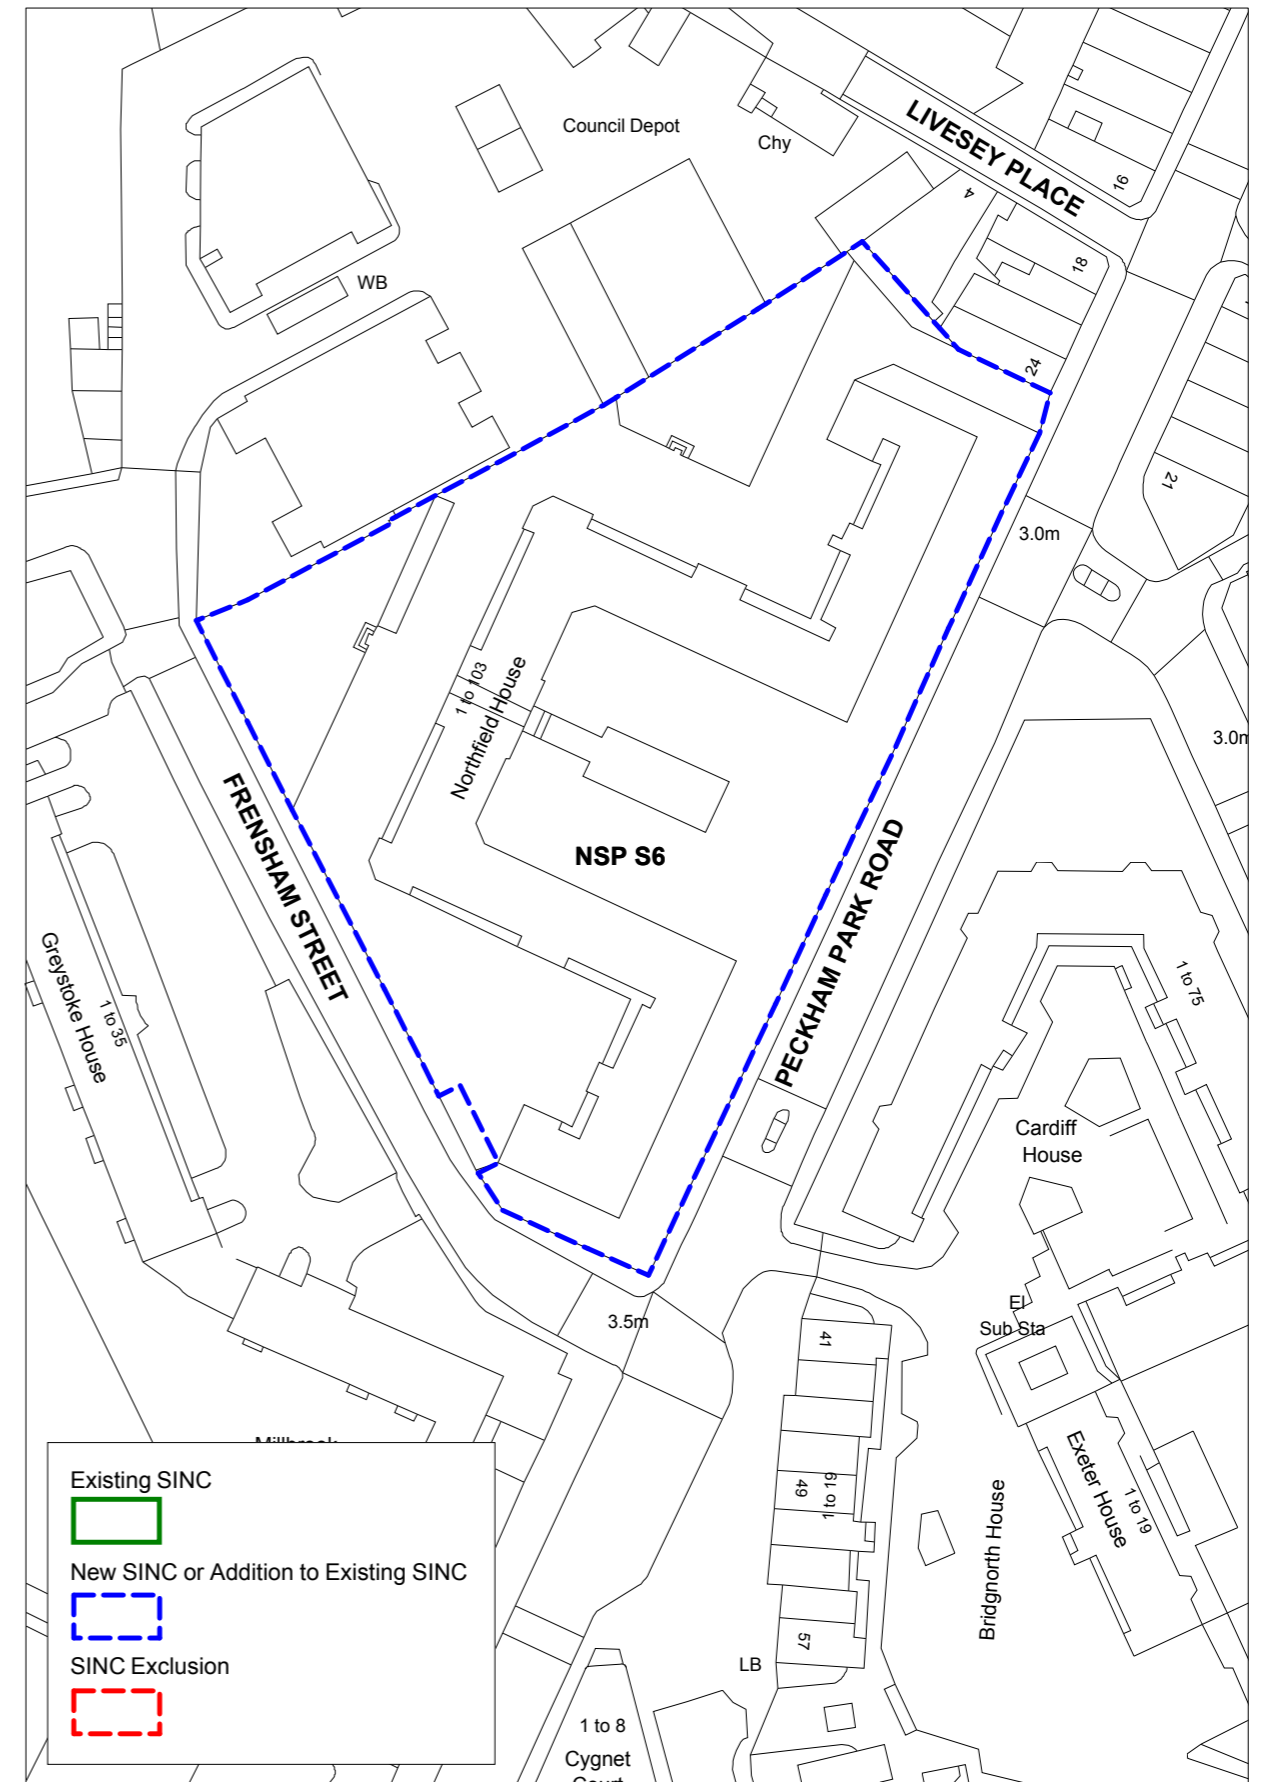 Council Depot
Chy
LIVESEY PLACE
16
4
18
WB
24
21
3.0m
1 to 103
Northfield House
FRENSHAM STREET
NSP S6
PECKHAM PARK ROAD
Greystoke House
1 to 35
1 to 75
Cardiff
House
El
Sub Sta
3.5m
41
49
1 to 19
57
Bridgnorth House
Exeter House
1 to 19
LB
1 to 8
Cygnet
Existing SINC
New SINC or Addition to Existing SINC
SINC Exclusion